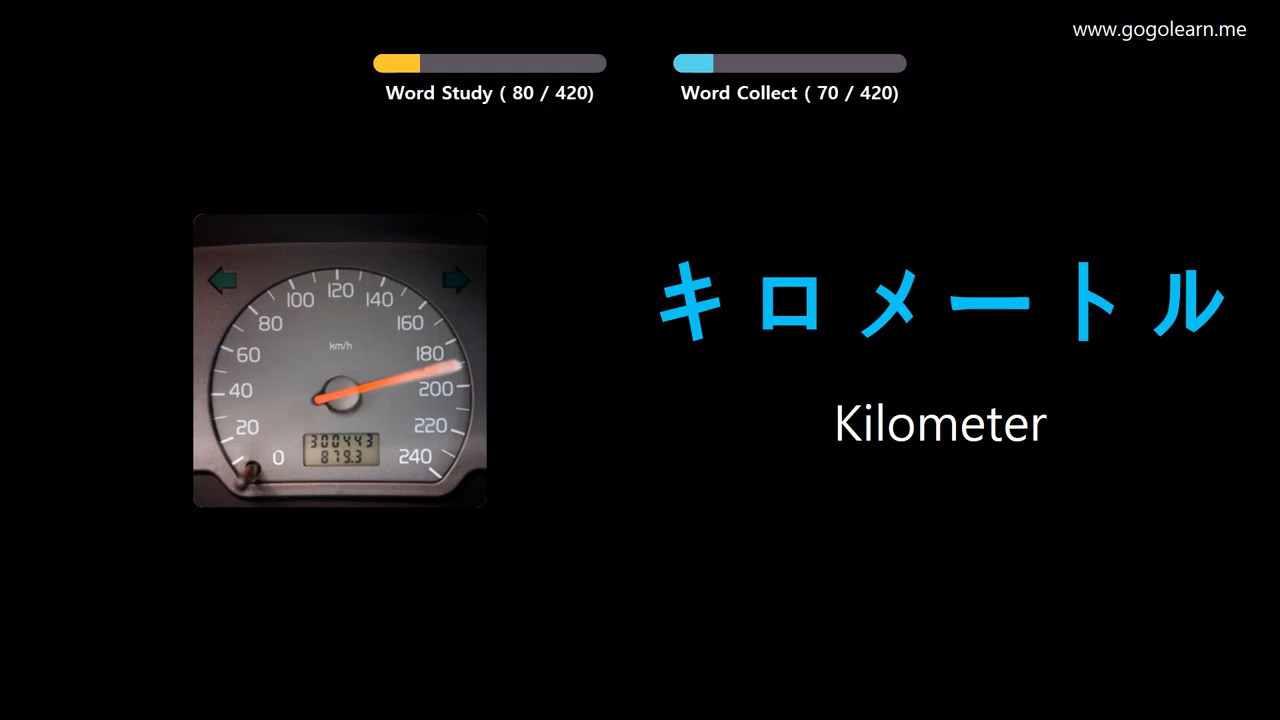 www.gogolearn.me
Word Study ( 80 / 420)
Word Collect ( 70 / 420)
キロメートル
Kilometer
0
20
40
60
80
100
120
140
160
180
200
220
240
km/h
300443
879.3